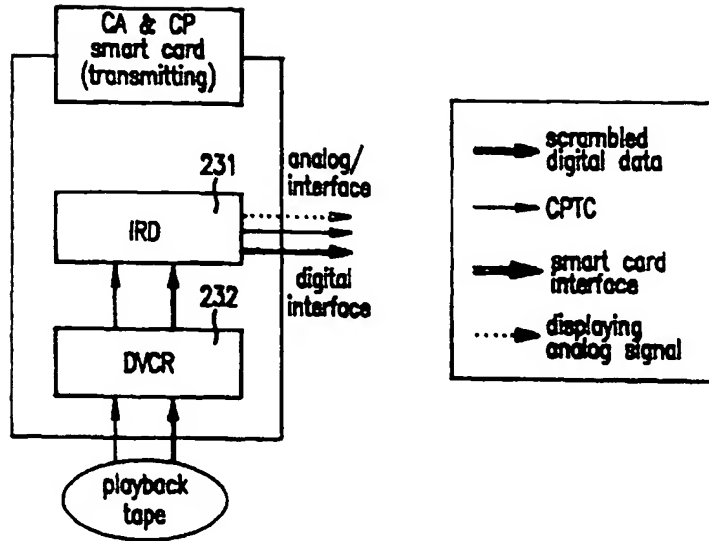 CA & CP
smart card
(transmitting)
231
analog/
interface
IRD
digital
interface
232
DVCR
playback
tape
scrambled
digital data
CPTC
smart card
interface
displaying
analog signal